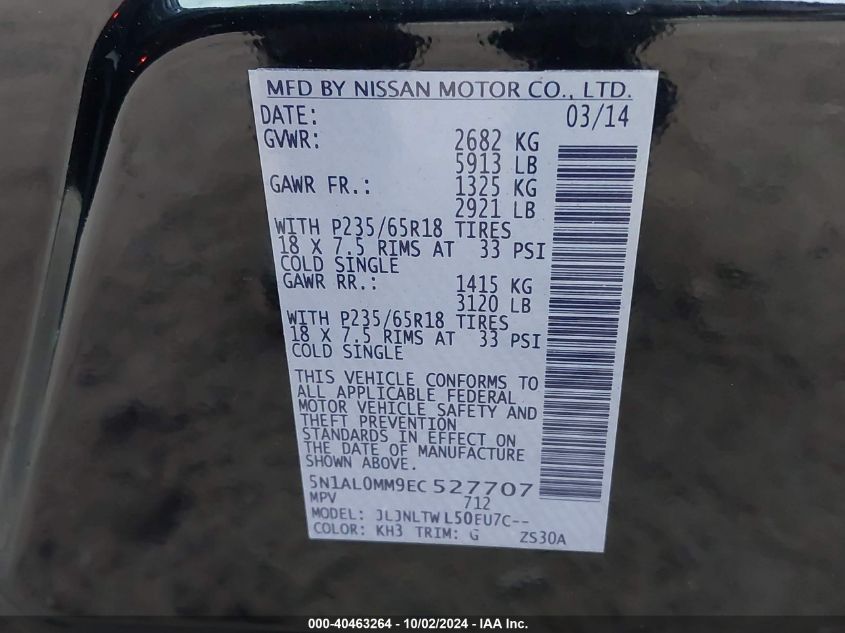 MFD BY NISSAN MOTOR CO., LTD.
DATE: 03/14
GVWR: 2682 KG
5913 LB
GAWR FR.: 1325 KG
2921 LB
WITH P235/65R18 TIRES
18 X 7.5 RIMS AT 33 PSI
COLD SINGLE
GAWR RR.: 1415 KG
3120 LB
WITH P235/65R18 TIRES
18 X 7.5 RIMS AT 33 PSI
COLD SINGLE
THIS VEHICLE CONFORMS TO
ALL APPLICABLE FEDERAL
MOTOR VEHICLE SAFETY AND
THEFT PREVENTION
STANDARDS IN EFFECT ON
THE DATE OF MANUFACTURE
SHOWN ABOVE.
5N1AL0MM9EC527707
MPV 712
MODEL: JLJNLTWL50EU7C--
COLOR: KH3 TRIM: G ZS30A
000-40463264 - 10/02/2024 - IAA Inc.